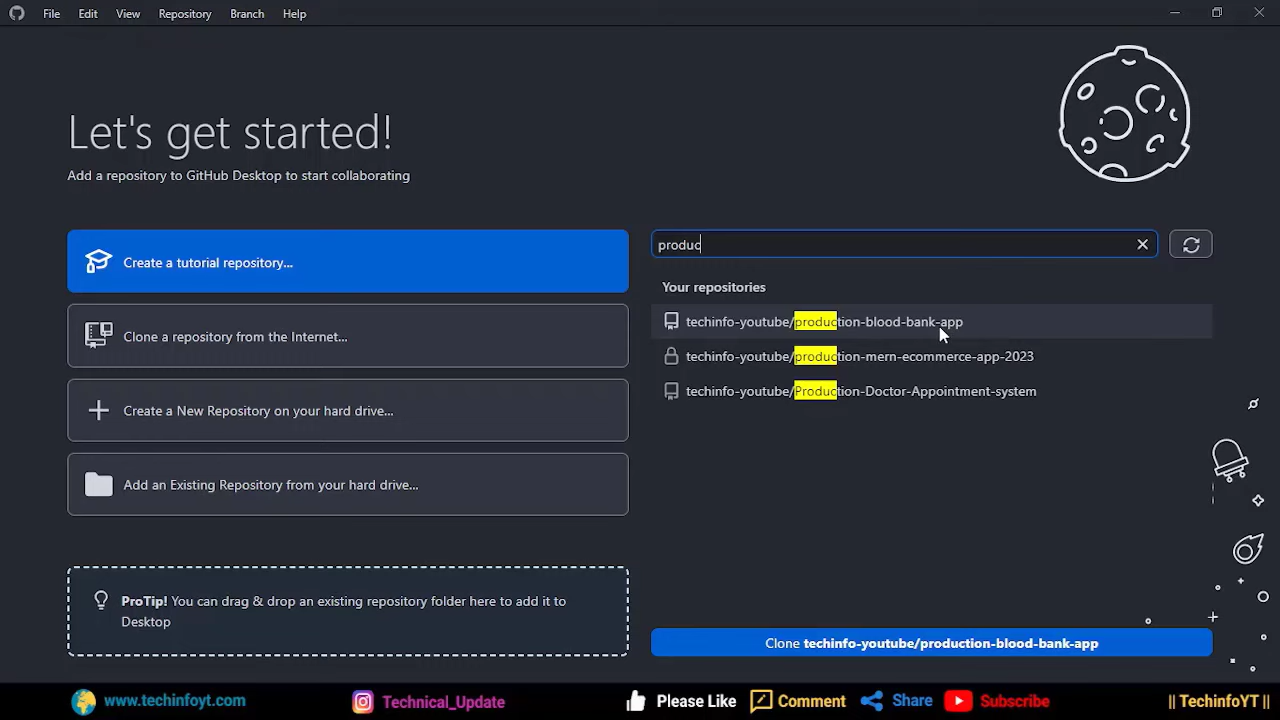 File Edit View Repository Branch Help
Let's get started!
Add a repository to GitHub Desktop to start collaborating
Create a tutorial repository...
Clone a repository from the Internet...
Create a New Repository on your hard drive...
Add an Existing Repository from your hard drive...
ProTip! You can drag & drop an existing repository folder here to add it to
Desktop
produc
Your repositories
techinfo-youtube/production-blood-bank-app
techinfo-youtube/production-mern-ecommerce-app-2023
techinfo-youtube/Production-Doctor-Appointment-system
Clone techinfo-youtube/production-blood-bank-app
www.techinfoyt.com Technical_Update Please Like Comment Share Subscribe || TechinfoYT ||